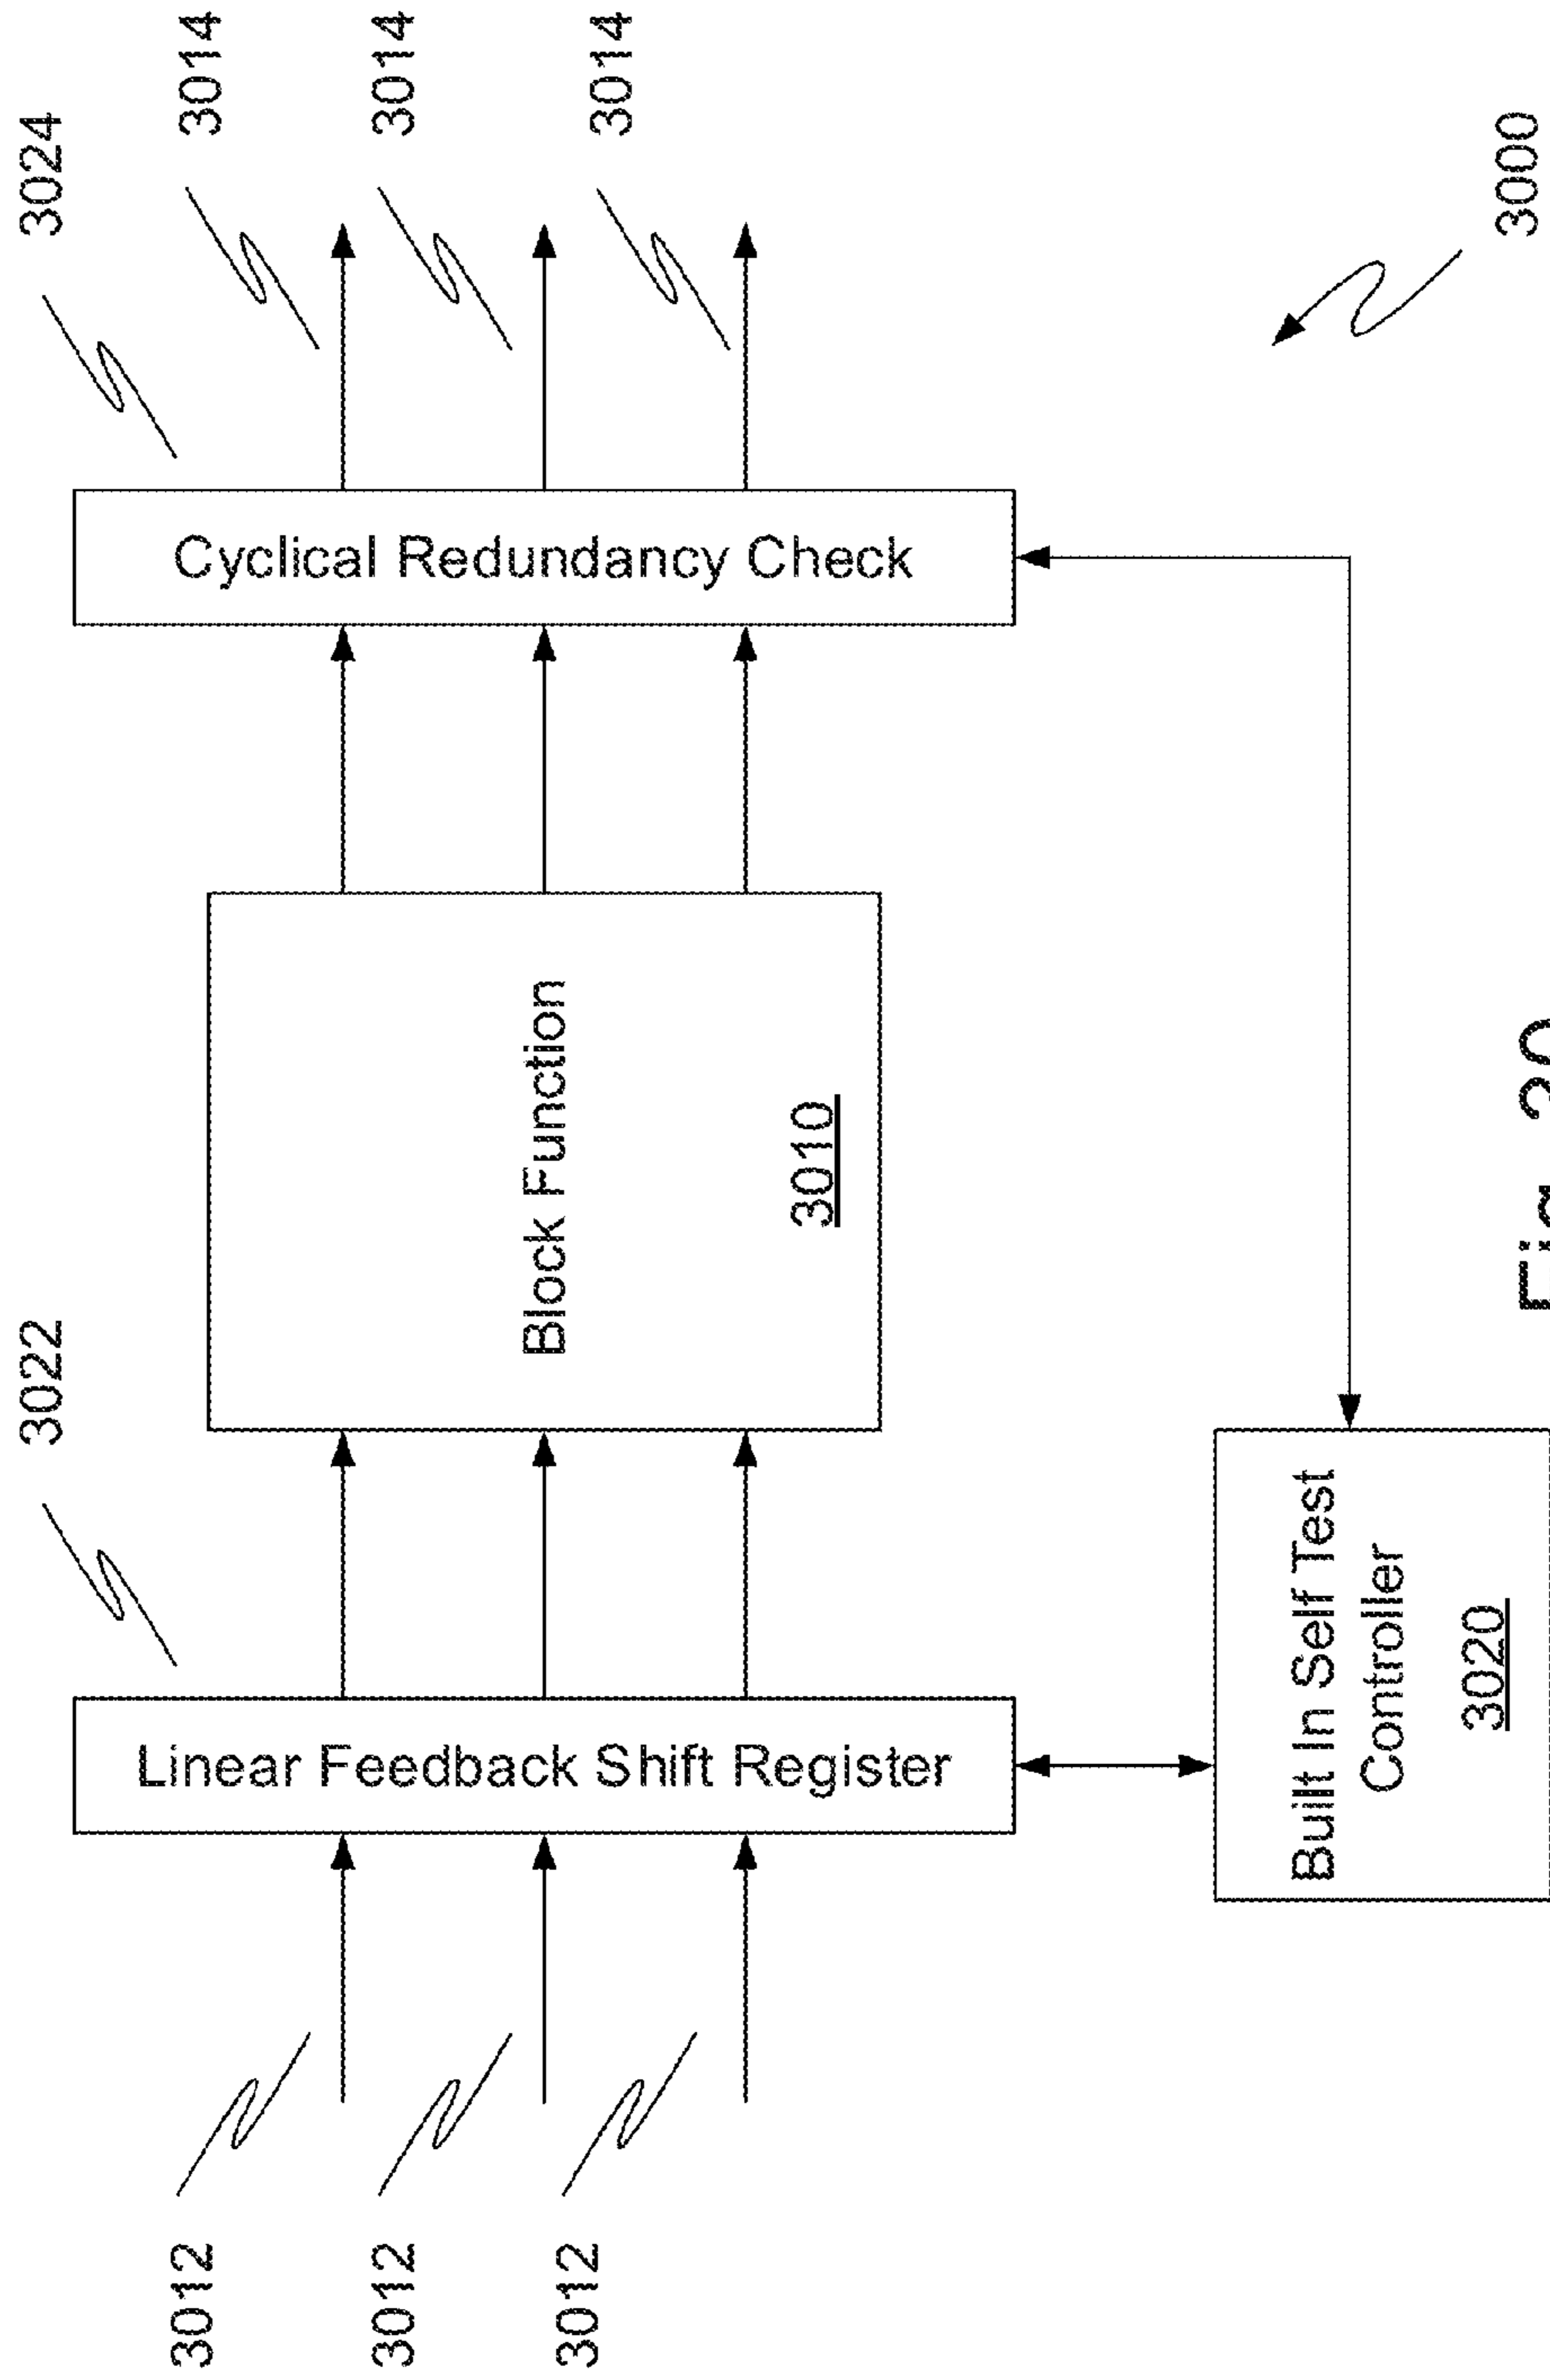 3022
3024
3012
3014
3012
3014
3012
3014
Linear Feedback Shift Register
Block Function
3010
Cyclical Redundancy Check
Built In Self Test
Controller
3020
3000
Fig.